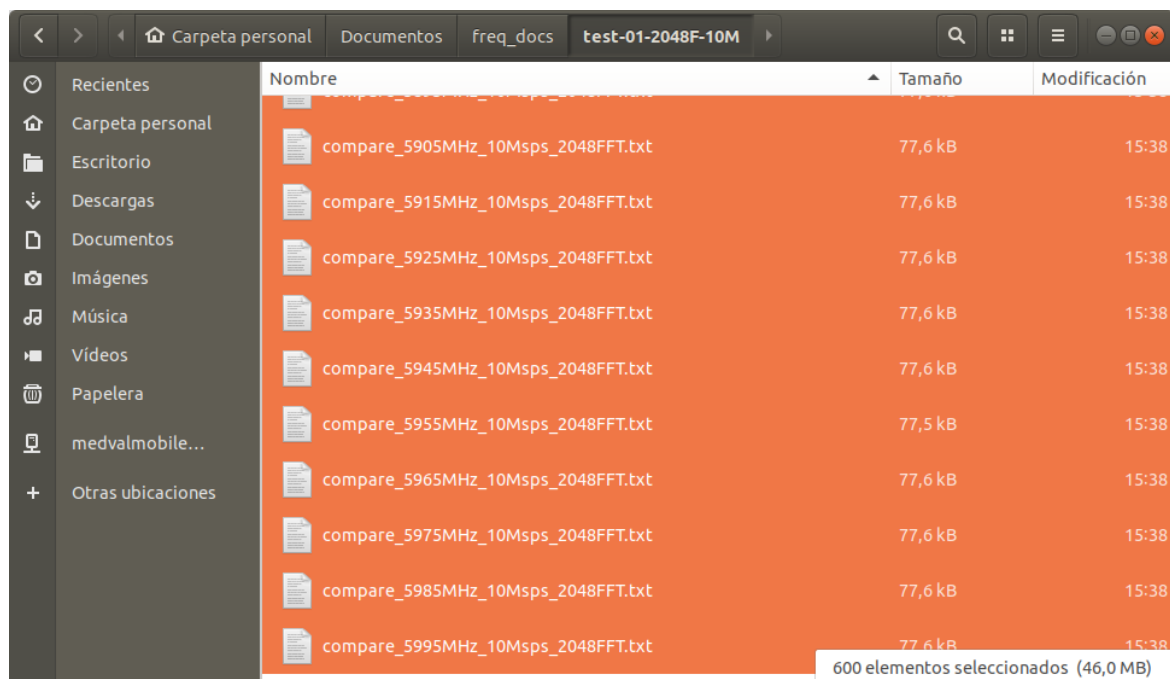 Carpeta personal Documentos freq_docs test-01-2048F-10M
Recientes
Carpeta personal
Escritorio
Descargas
Documentos
Imágenes
Música
Vídeos
Papelera
medvalmobile...
Otras ubicaciones
Nombre Tamaño Modificación
compare_5905MHz_10Msps_2048FFT.txt 77,6 kB 15:38
compare_5915MHz_10Msps_2048FFT.txt 77,6 kB 15:38
compare_5925MHz_10Msps_2048FFT.txt 77,6 kB 15:38
compare_5935MHz_10Msps_2048FFT.txt 77,6 kB 15:38
compare_5945MHz_10Msps_2048FFT.txt 77,6 kB 15:38
compare_5955MHz_10Msps_2048FFT.txt 77,5 kB 15:38
compare_5965MHz_10Msps_2048FFT.txt 77,6 kB 15:38
compare_5975MHz_10Msps_2048FFT.txt 77,6 kB 15:38
compare_5985MHz_10Msps_2048FFT.txt 77,6 kB 15:38
compare_5995MHz_10Msps_2048FFT.txt 77,6 kB 15:38
600 elementos seleccionados (46,0 MB)